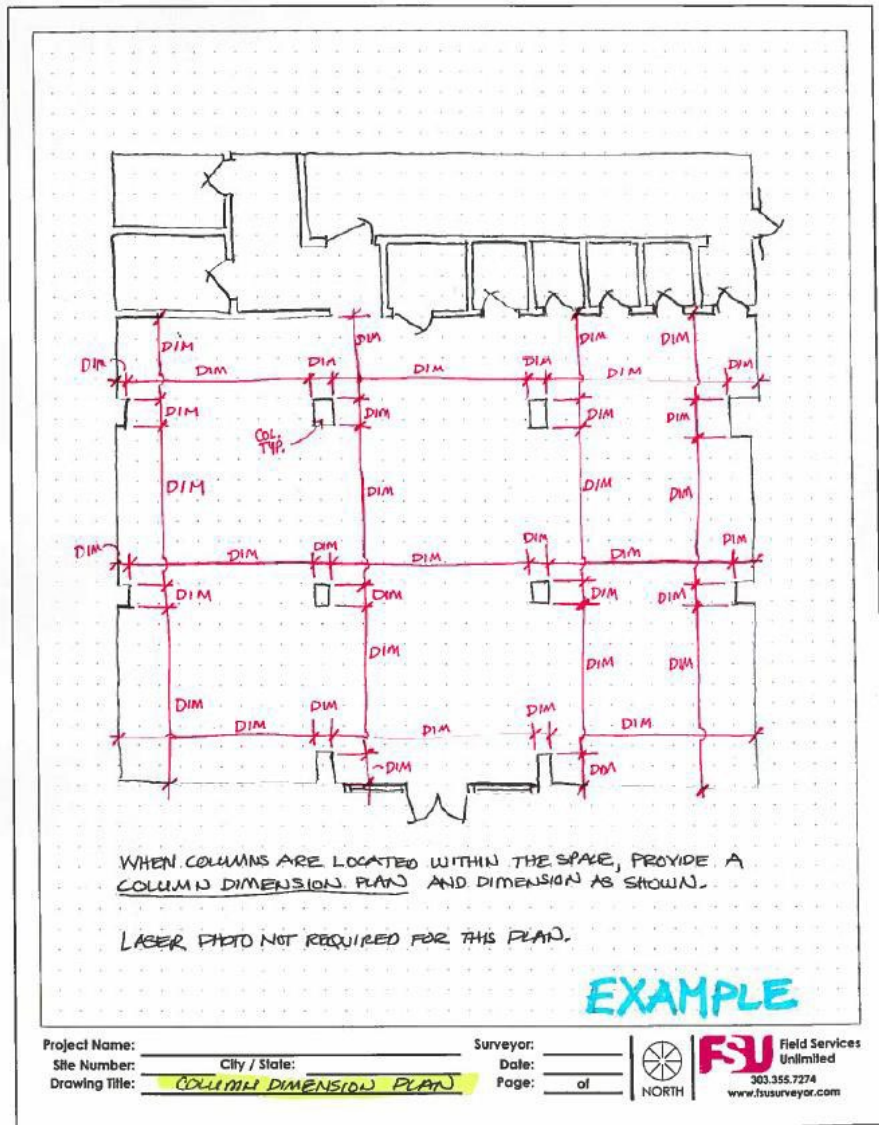 DIM DIM DIM DIM
DIM DIM DIM DIM DIM DIM DIM
DIM DIM DIM DIM
COL.
TYP.
DIM DIM DIM DIM
DIM DIM DIM DIM DIM DIM DIM
DIM DIM DIM DIM
DIM DIM DIM
DIM DIM DIM
DIM DIM DIM
DIM DIM
WHEN COLUMNS ARE LOCATED WITHIN THE SPACE, PROVIDE A
COLUMN DIMENSION PLAN AND DIMENSION AS SHOWN.
LASER PHOTO NOT REQUIRED FOR THIS PLAN.
EXAMPLE
Project Name: Surveyor:
Site Number: City / State: Date:
Drawing Title: COLUMN DIMENSION PLAN Page: of
NORTH
FSU Field Services
Unlimited
303.355.7274
www.fsusurveyor.com